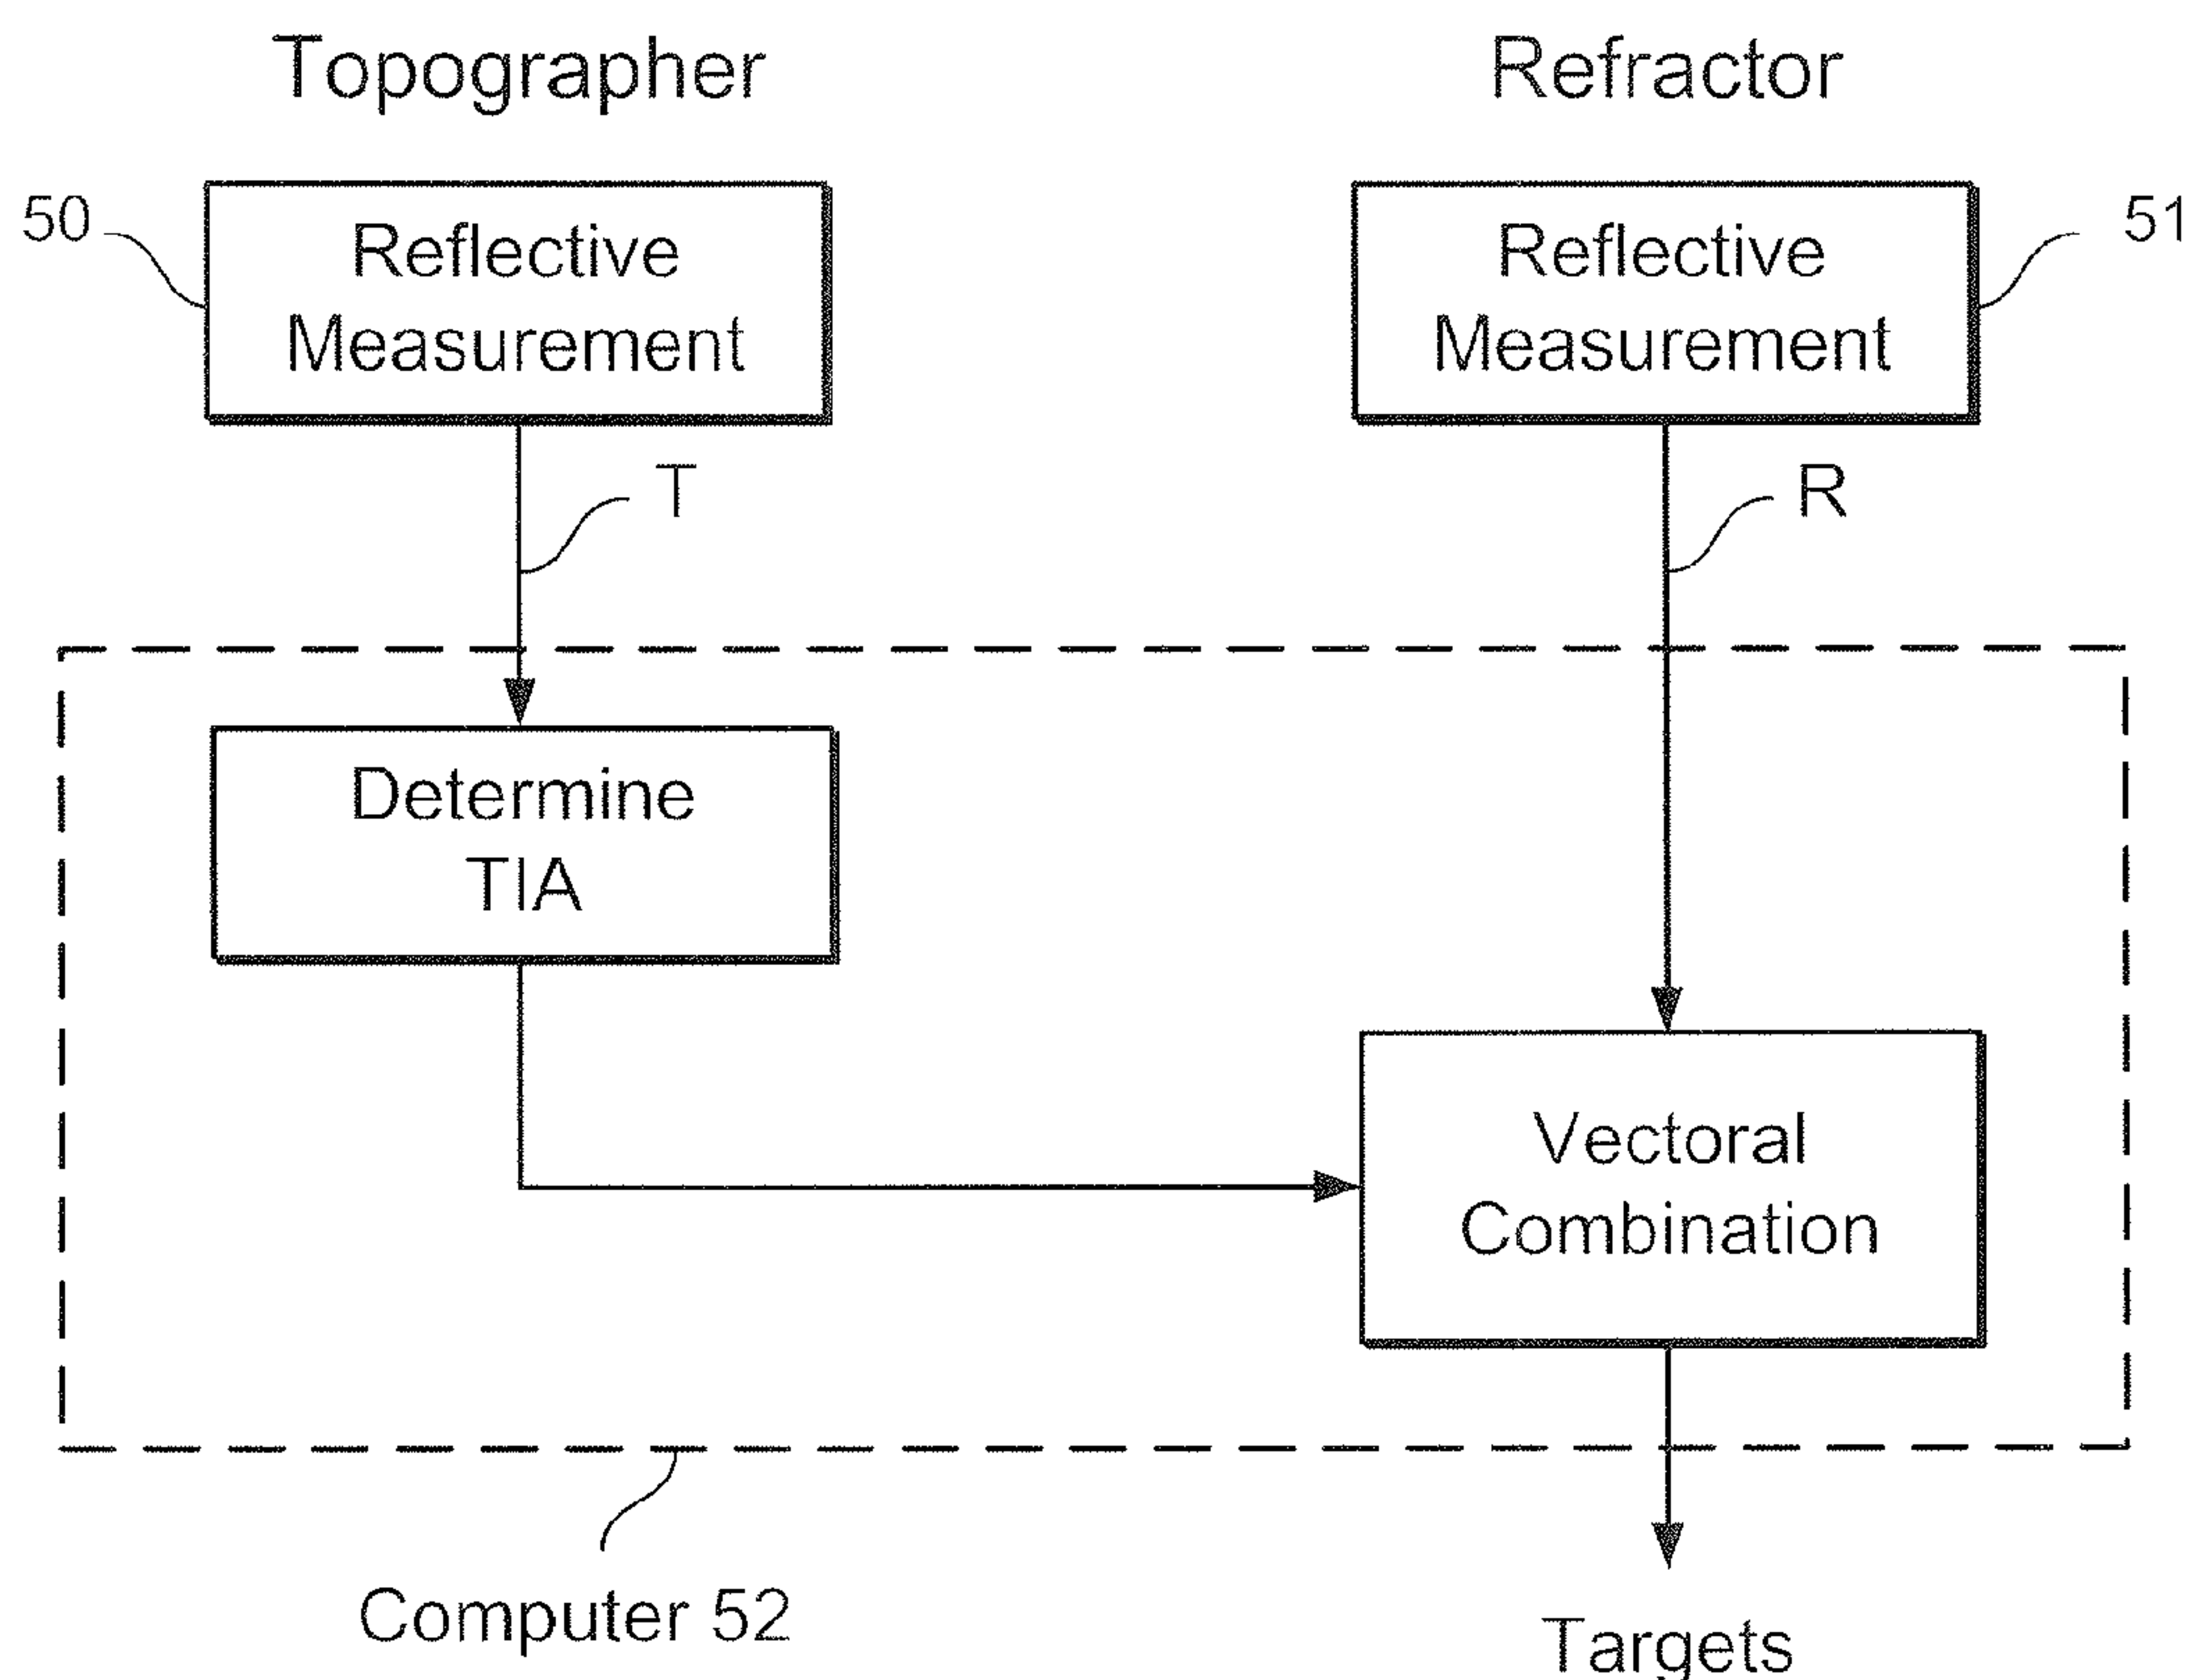 Topographer
Refractor
50
Reflective
Measurement
Reflective
Measurement
51
T
R
Determine
TIA
Vectoral
Combination
Computer 52
Targets